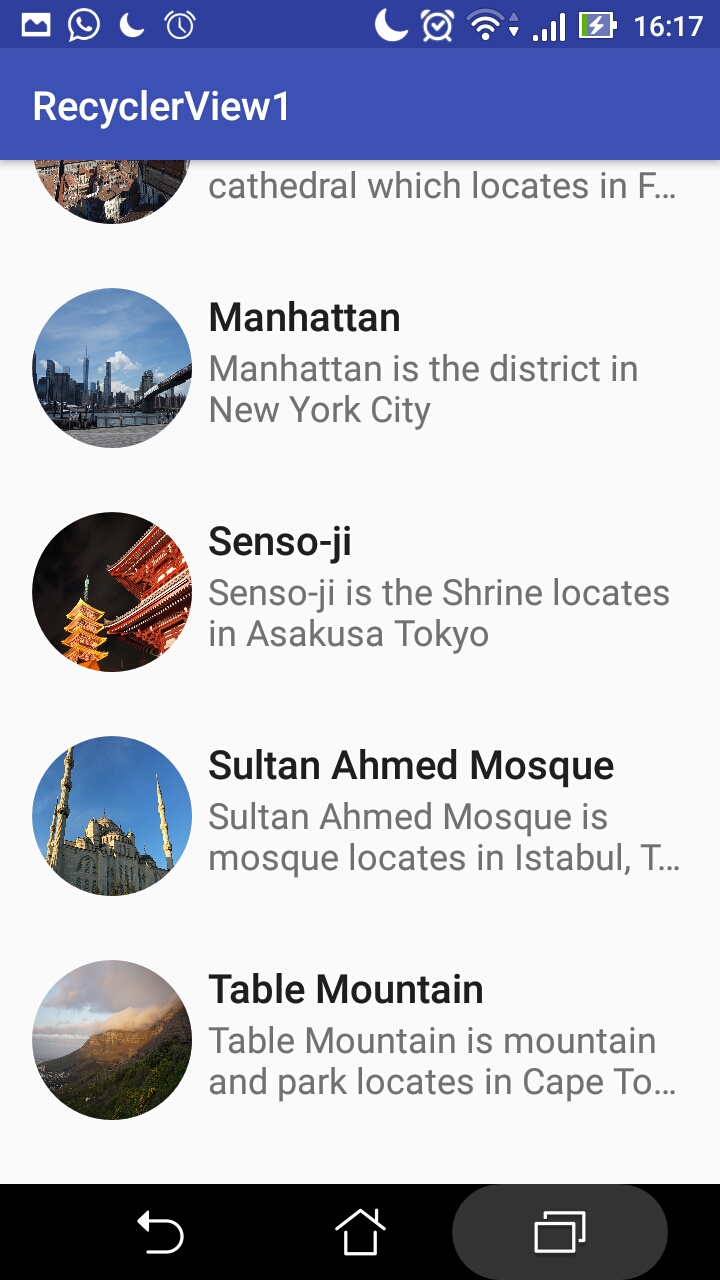 16:17
RecyclerView1
cathedral which locates in F...
Manhattan
Manhattan is the district in
New York City
Senso-ji
Senso-ji is the Shrine locates
in Asakusa Tokyo
Sultan Ahmed Mosque
Sultan Ahmed Mosque is
mosque locates in Istabul, T...
Table Mountain
Table Mountain is mountain
and park locates in Cape To...